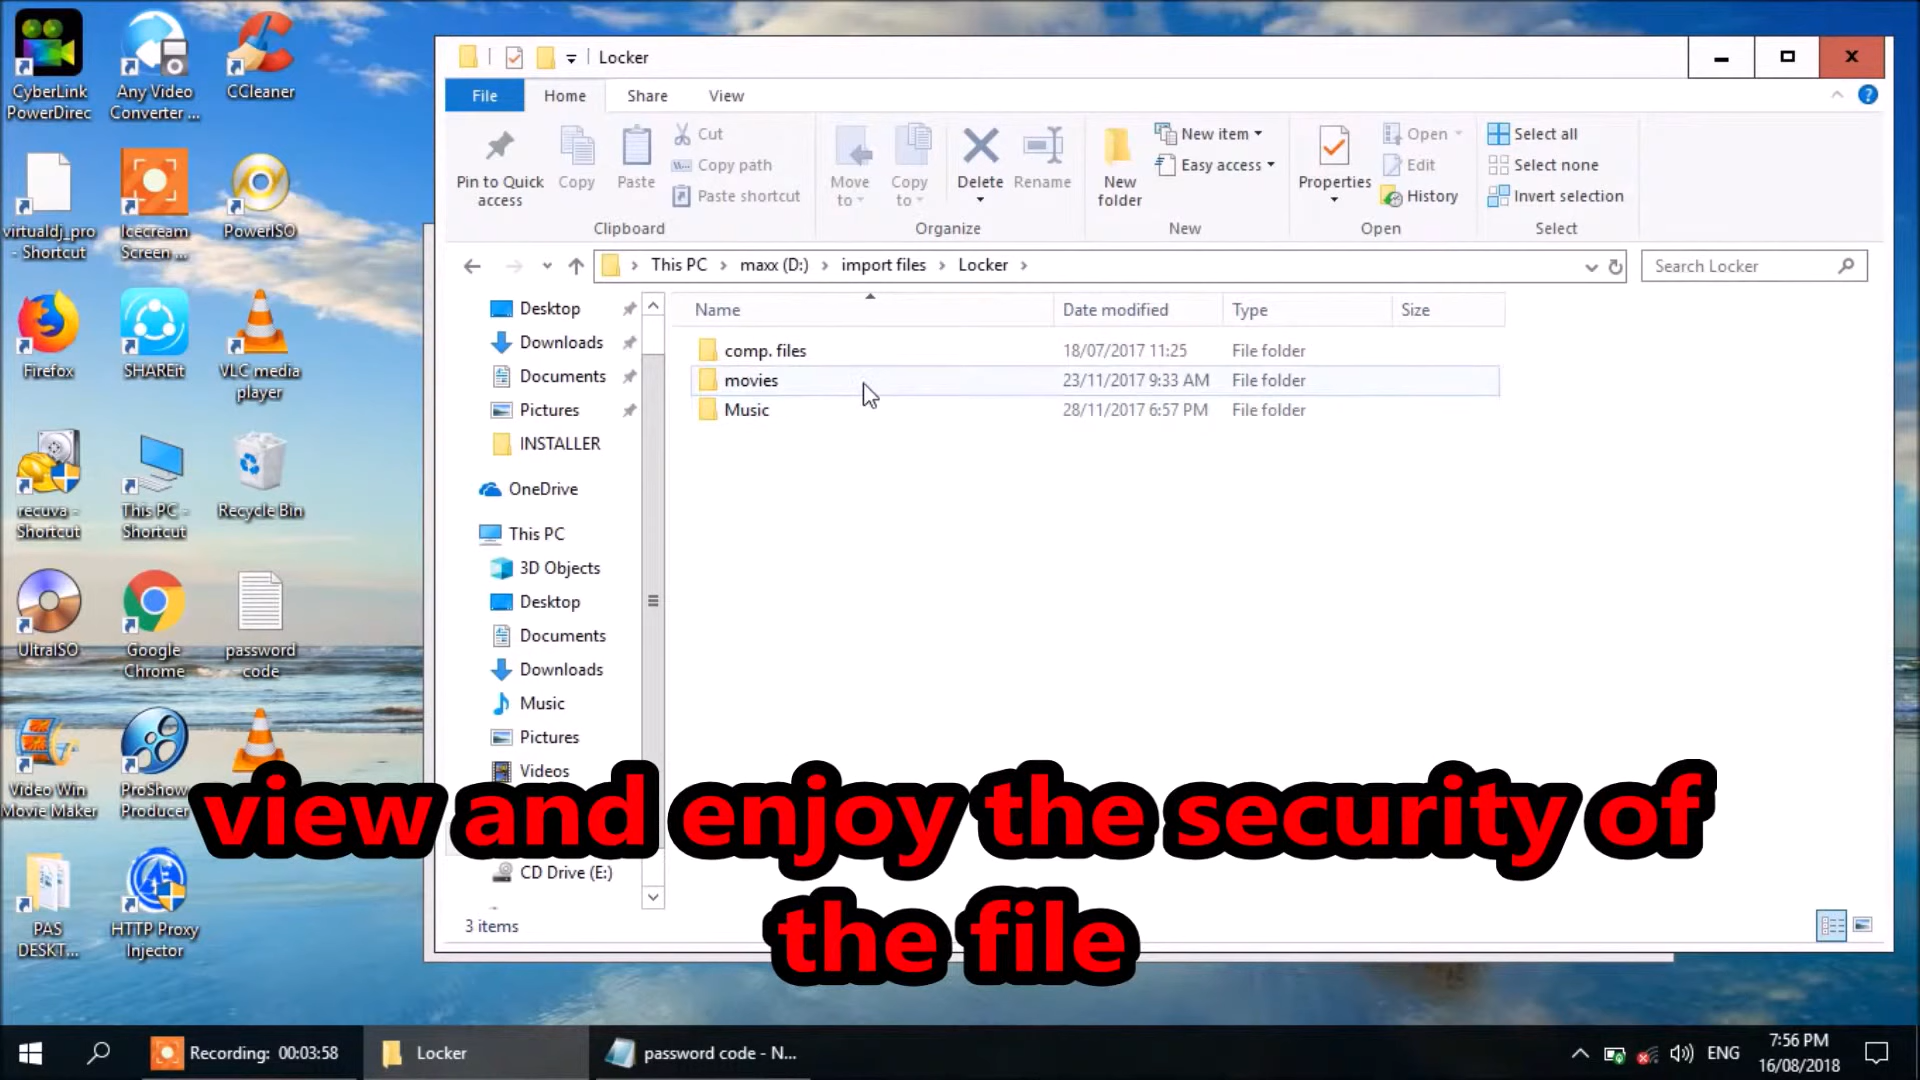 CyberLink
PowerDirec
Any Video
Converter ...
CCleaner
virtualdj_pro
- Shortcut
Icecream
Screen ...
PowerISO
Firefox
SHAREit
VLC media
player
recuva -
Shortcut
This PC -
Shortcut
Recycle Bin
UltraISO
Google
Chrome
password
code
Video Win
Movie Maker
ProShow
Producer
PAS
DESKT...
HTTP Proxy
Injector
Locker
File
Home
Share
View
Pin to Quick
access
Copy
Paste
Cut
Copy path
Paste shortcut
Clipboard
Move
to
Copy
to
Delete
Rename
Organize
New
folder
New item
Easy access
New
Properties
Open
Edit
History
Open
Select all
Select none
Invert selection
Select
This PC > maxx (D:) > import files > Locker >
Search Locker
Desktop
Downloads
Documents
Pictures
INSTALLER
OneDrive
This PC
3D Objects
Desktop
Documents
Downloads
Music
Pictures
Videos
CD Drive (E:)
Name Date modified Type Size
comp. files 18/07/2017 11:25 File folder
movies 23/11/2017 9:33 AM File folder
Music 28/11/2017 6:57 PM File folder
3 items
view and enjoy the security of
the file
Recording: 00:03:58
Locker
password code - N...
ENG
7:56 PM
16/08/2018